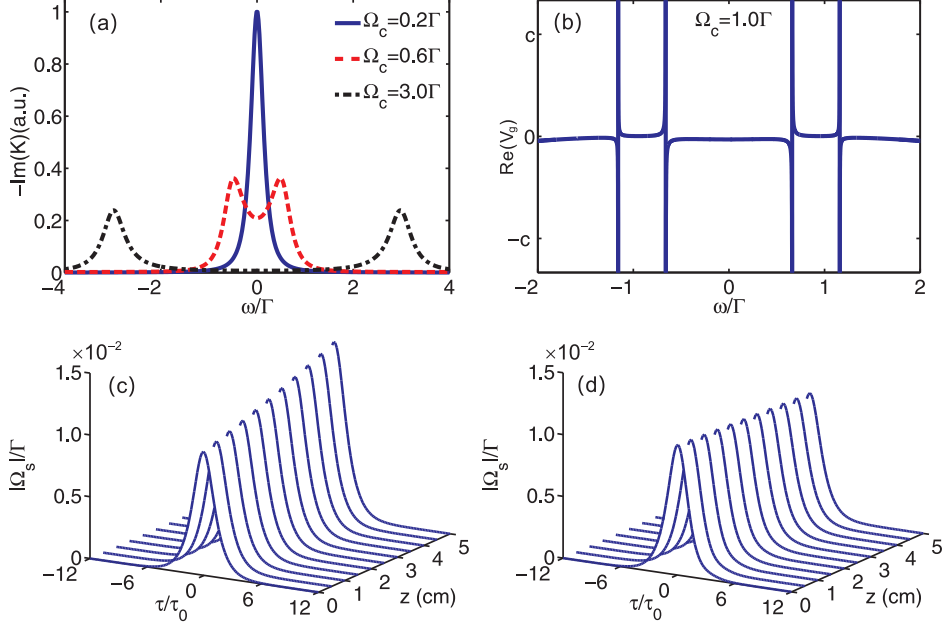 (a)
Ω_c=0.2Γ
Ω_c=0.6Γ
Ω_c=3.0Γ
−Im(K)(a.u.)
1
0.8
0.6
0.4
0.2
0
−4 −2 0 2 4
ω/Γ
(b)
Ω_c=1.0Γ
Re(V_g)
c
0
−c
−2 −1 0 1 2
ω/Γ
×10⁻²
(c)
|Ω_s|/Γ
1.5
1.0
0.5
0
−12 −6 0 6 12
τ/τ_0
0 1 2 3 4 5
z (cm)
×10⁻²
(d)
|Ω_s|/Γ
1.5
1.0
0.5
0
−12 −6 0 6 12
τ/τ_0
0 1 2 3 4 5
z (cm)